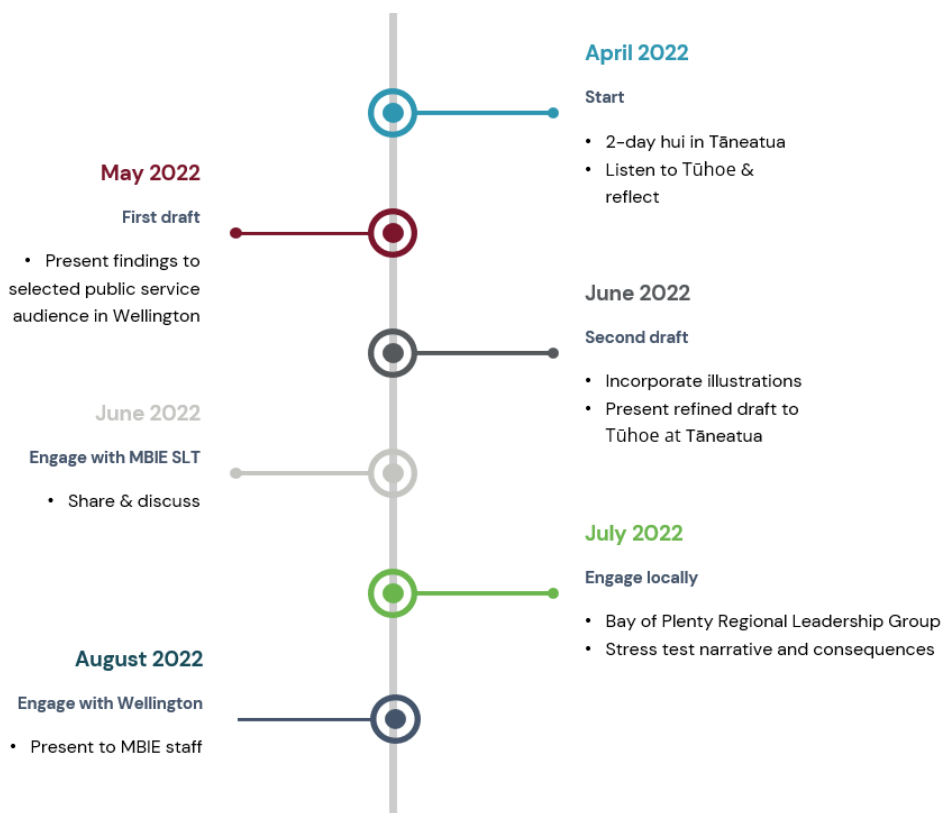 April 2022
Start
• 2-day hui in Tāneatua
• Listen to Tūhoe &
reflect
May 2022
First draft
• Present findings to
selected public service
audience in Wellington
June 2022
Second draft
• Incorporate illustrations
• Present refined draft to
Tūhoe at Tāneatua
June 2022
Engage with MBIE SLT
• Share & discuss
July 2022
Engage locally
• Bay of Plenty Regional Leadership Group
• Stress test narrative and consequences
August 2022
Engage with Wellington
• Present to MBIE staff